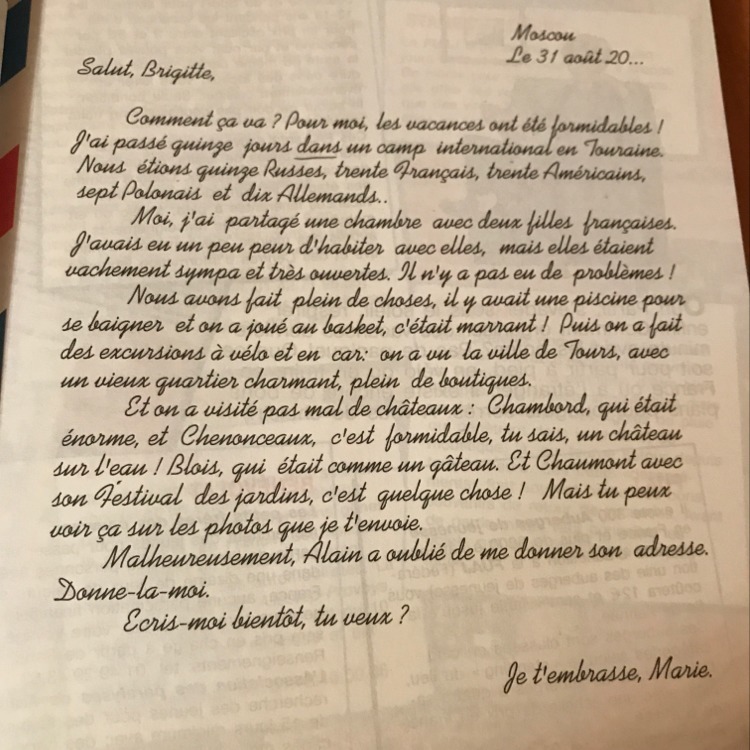 Moscou
Le 31 août 20...
Salut, Brigitte,
Comment ça va ? Pour moi, les vacances ont été formidables !
J'ai passé quinze jours dans un camp international en Touraine.
Nous étions quinze Russes, trente Français, trente Américains,
sept Polonais et dix Allemands..
Moi, j'ai partagé une chambre avec deux filles françaises.
J'avais eu un peu peur d'habiter avec elles, mais elles étaient
vachement sympa et très ouvertes. Il n'y a pas eu de problèmes !
Nous avons fait plein de choses, il y avait une piscine pour
se baigner et on a joué au basket, c'était marrant ! Puis on a fait
des excursions à vélo et en car: on a vu la ville de Tours, avec
un vieux quartier charmant, plein de boutiques.
Et on a visité pas mal de châteaux : Chambord, qui était
énorme, et Chenonceaux, c'est formidable, tu sais, un château
sur l'eau ! Blois, qui était comme un gâteau. Et Chaumont avec
son Festival des jardins, c'est quelque chose ! Mais tu peux
voir ça sur les photos que je t'envoie.
Malheureusement, Alain a oublié de me donner son adresse.
Donne-la-moi.
Ecris-moi bientôt, tu veux ?
Je t'embrasse, Marie.